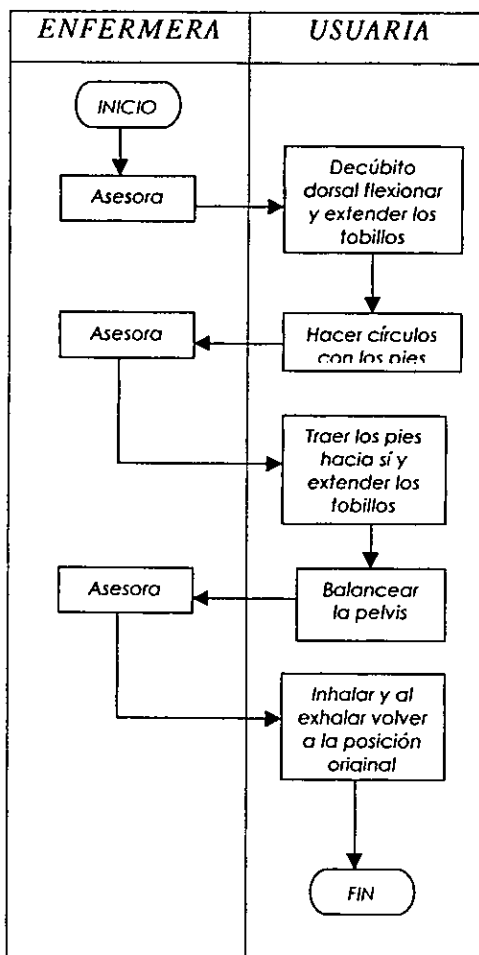 ENFERMERA
USUARIA
INICIO
Asesora
Decúbito
dorsal flexionar
y extender los
tobillos
Asesora
Hacer círculos
con los pies
Traer los pies
hacia sí y
extender los
tobillos
Asesora
Balancear
la pelvis
Inhalar y al
exhalar volver
a la posición
original
FIN